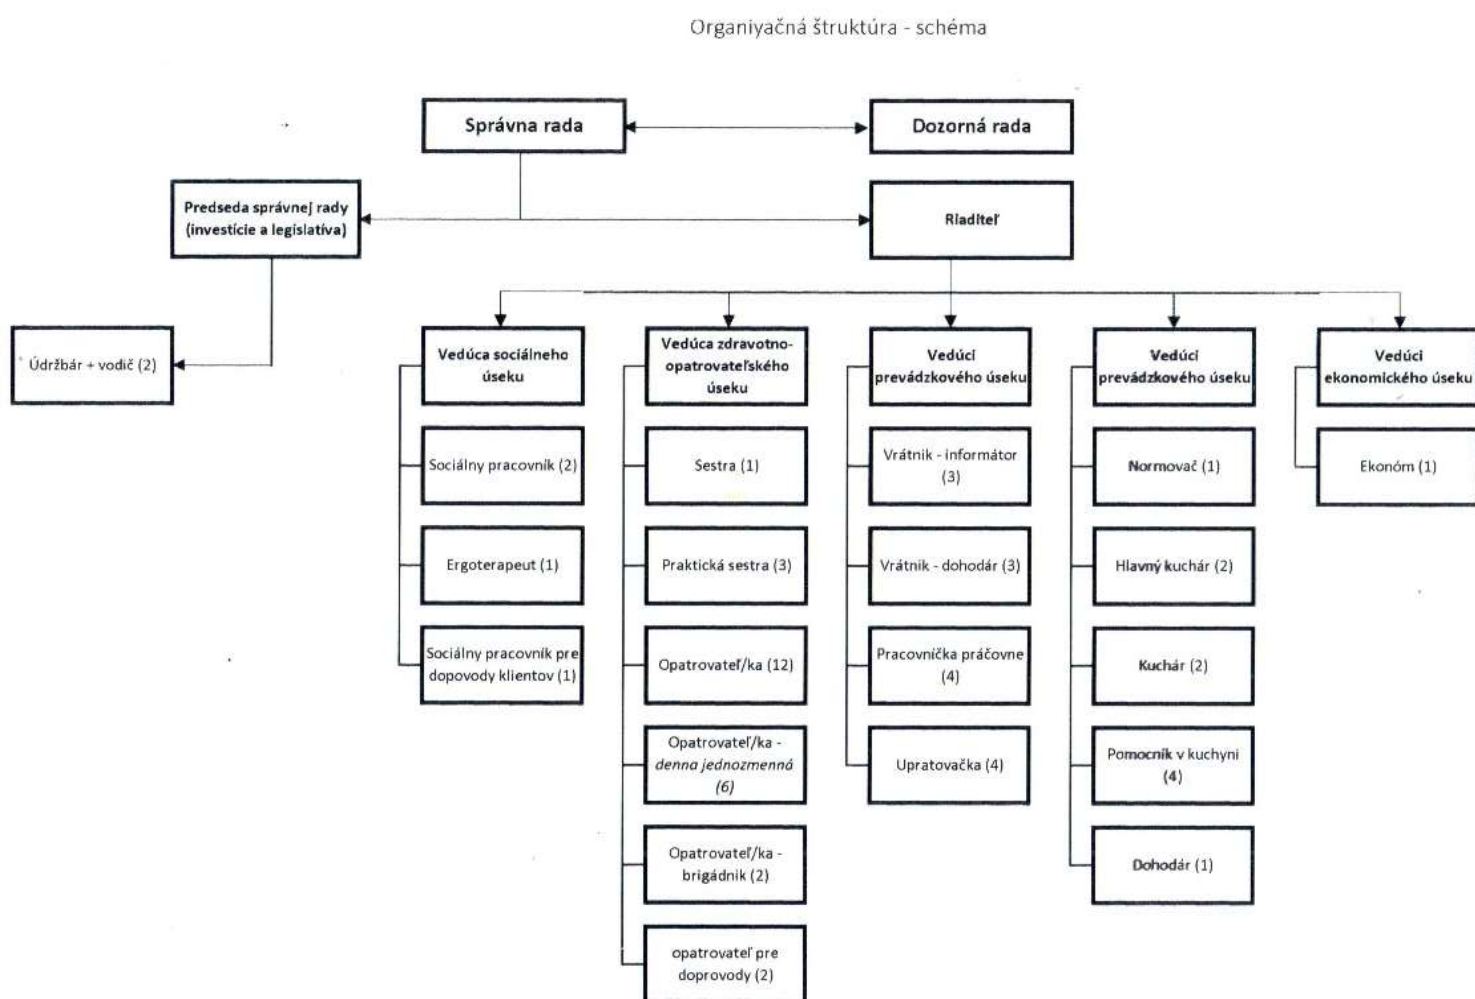 Organiyačná štruktúra - schéma
Správna rada
Dozorná rada
Predseda správnej rady
(investície a legislatíva)
Riaditeľ
Údržbár + vodič (2)
Vedúca sociálneho
úseku
Sociálny pracovník (2)
Ergoterapeut (1)
Sociálny pracovník pre
dopovody klientov (1)
Vedúca zdravotno-
opatrovateľského
úseku
Sestra (1)
Praktická sestra (3)
Opatrovateľ/ka (12)
Opatrovateľ/ka -
denna jednozmenná
(6)
Opatrovateľ/ka -
brigádnik (2)
opatrovateľ pre
doprovody (2)
Vedúci
prevádzkového úseku
Vrátnik - informátor
(3)
Vrátnik - dohodár (3)
Pracovníčka práčovne
(4)
Upratovačka (4)
Vedúci
prevádzkového úseku
Normovač (1)
Hlavný kuchár (2)
Kuchár (2)
Pomocník v kuchyni
(4)
Dohodár (1)
Vedúci
ekonomického úseku
Ekonóm (1)